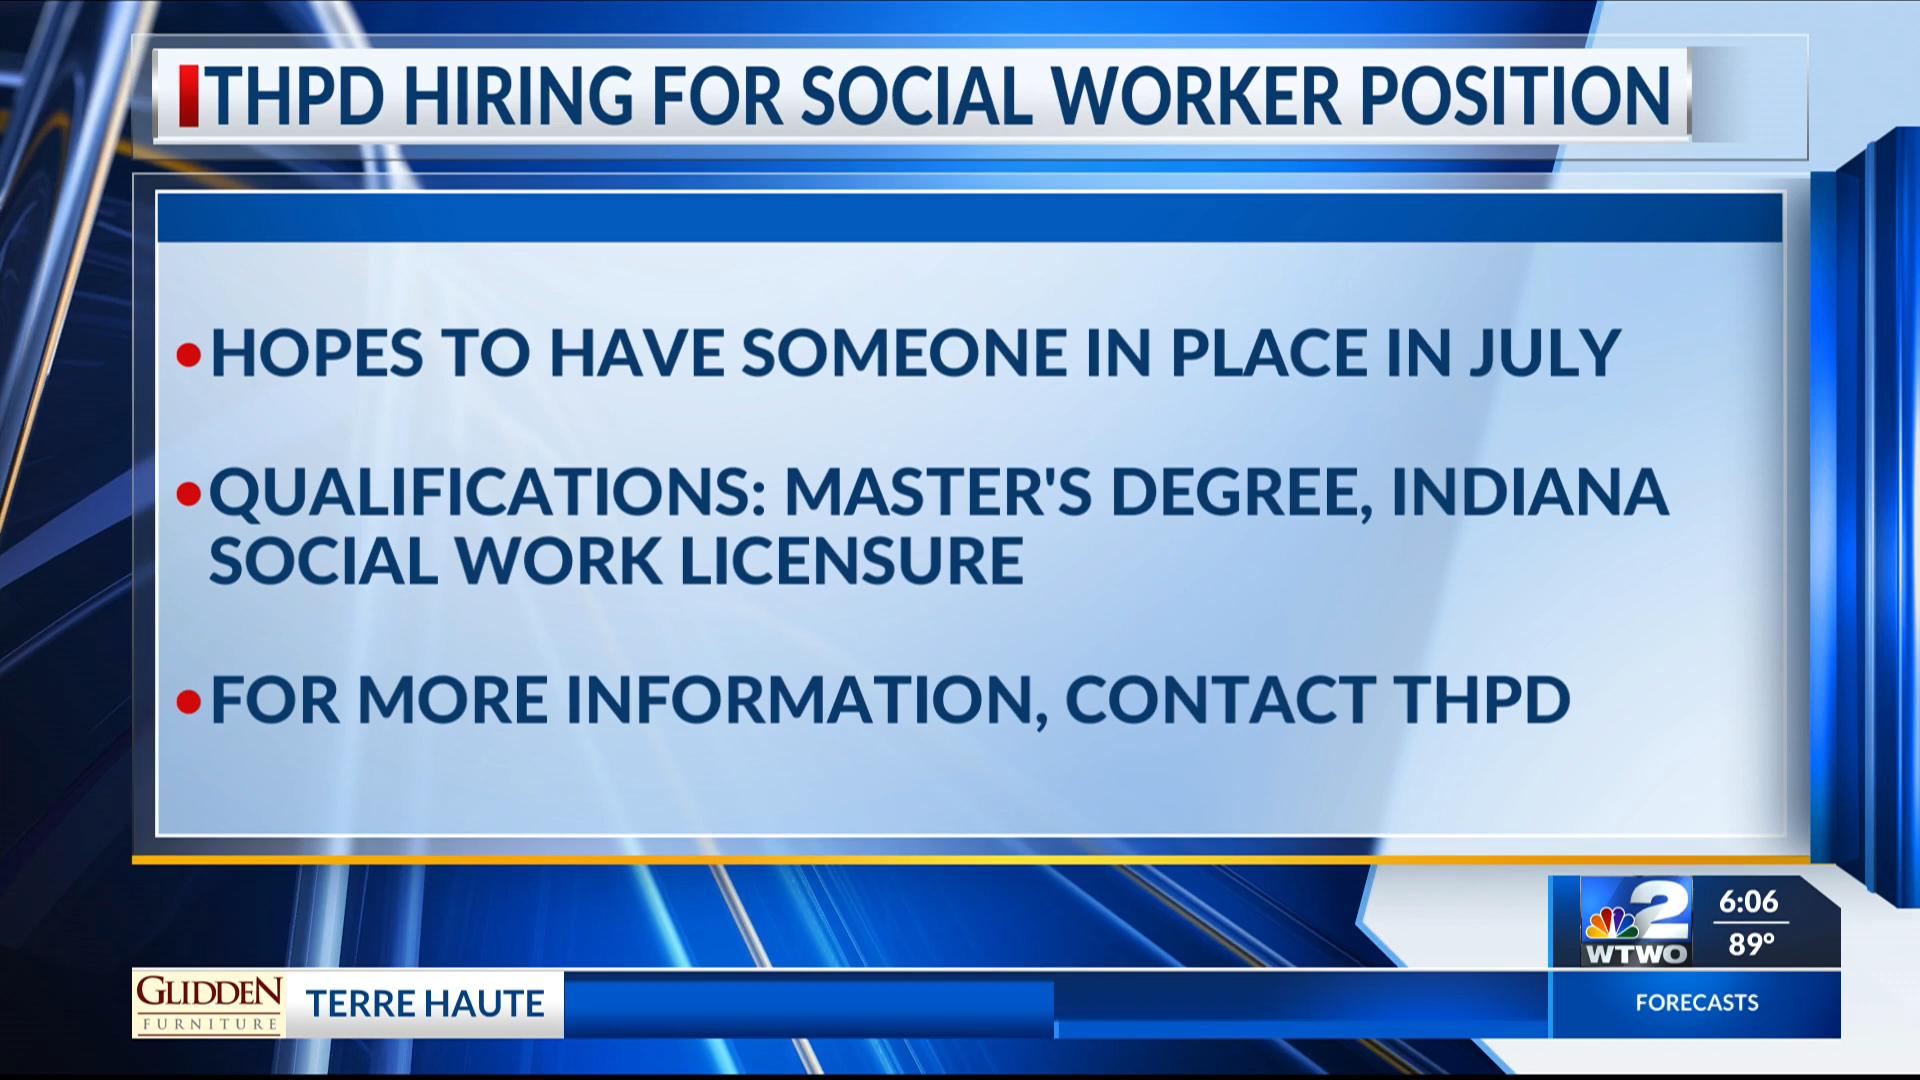 THPD HIRING FOR SOCIAL WORKER POSITION
•HOPES TO HAVE SOMEONE IN PLACE IN JULY
•QUALIFICATIONS: MASTER'S DEGREE, INDIANA
SOCIAL WORK LICENSURE
•FOR MORE INFORMATION, CONTACT THPD
2
WTWO
6:06
89°
GLIDDEN
FURNITURE
TERRE HAUTE
FORECASTS